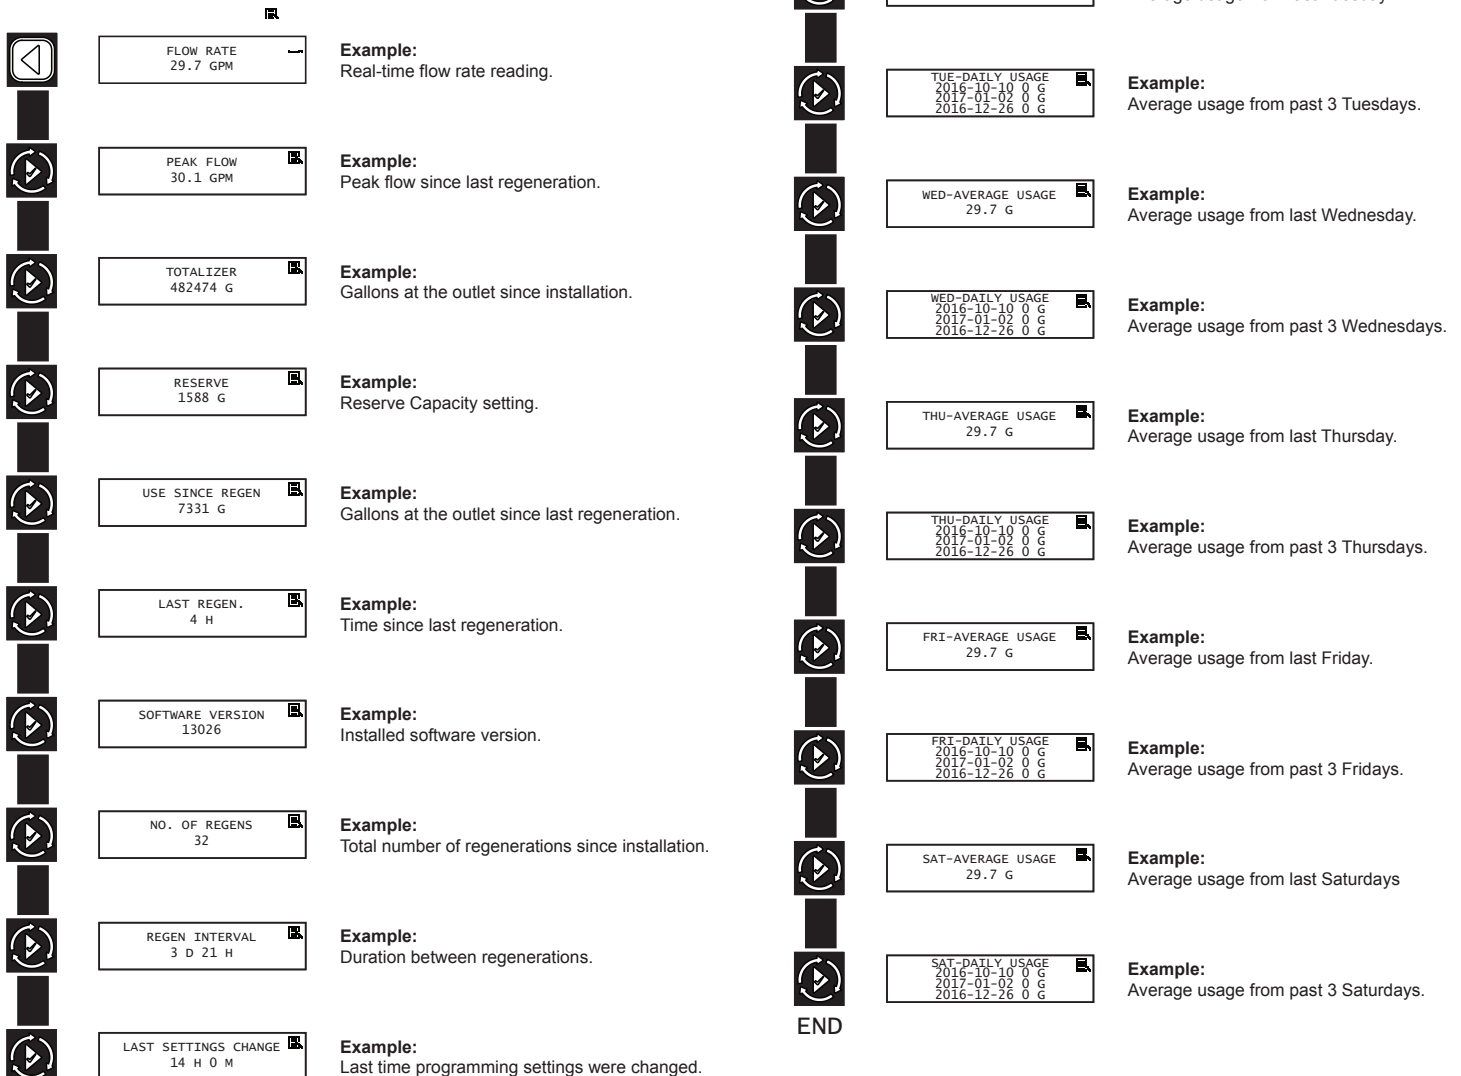 FLOW RATE
29.7 GPM
Example:
Real-time flow rate reading.
PEAK FLOW
30.1 GPM
Example:
Peak flow since last regeneration.
TOTALIZER
482474 G
Example:
Gallons at the outlet since installation.
RESERVE
1588 G
Example:
Reserve Capacity setting.
USE SINCE REGEN
7331 G
Example:
Gallons at the outlet since last regeneration.
LAST REGEN.
4 H
Example:
Time since last regeneration.
SOFTWARE VERSION
13026
Example:
Installed software version.
NO. OF REGENS
32
Example:
Total number of regenerations since installation.
REGEN INTERVAL
3 D 21 H
Example:
Duration between regenerations.
LAST SETTINGS CHANGE
14 H 0 M
Example:
Last time programming settings were changed.
TUE-DAILY USAGE
2016-10-10 0 G
2017-01-02 0 G
2016-12-26 0 G
Example:
Average usage from past 3 Tuesdays.
WED-AVERAGE USAGE
29.7 G
Example:
Average usage from last Wednesday.
WED-DAILY USAGE
2016-10-10 0 G
2017-01-02 0 G
2016-12-26 0 G
Example:
Average usage from past 3 Wednesdays.
THU-AVERAGE USAGE
29.7 G
Example:
Average usage from last Thursday.
THU-DAILY USAGE
2016-10-10 0 G
2017-01-02 0 G
2016-12-26 0 G
Example:
Average usage from past 3 Thursdays.
FRI-AVERAGE USAGE
29.7 G
Example:
Average usage from last Friday.
FRI-DAILY USAGE
2016-10-10 0 G
2017-01-02 0 G
2016-12-26 0 G
Example:
Average usage from past 3 Fridays.
SAT-AVERAGE USAGE
29.7 G
Example:
Average usage from last Saturdays
SAT-DAILY USAGE
2016-10-10 0 G
2017-01-02 0 G
2016-12-26 0 G
Example:
Average usage from past 3 Saturdays.
END